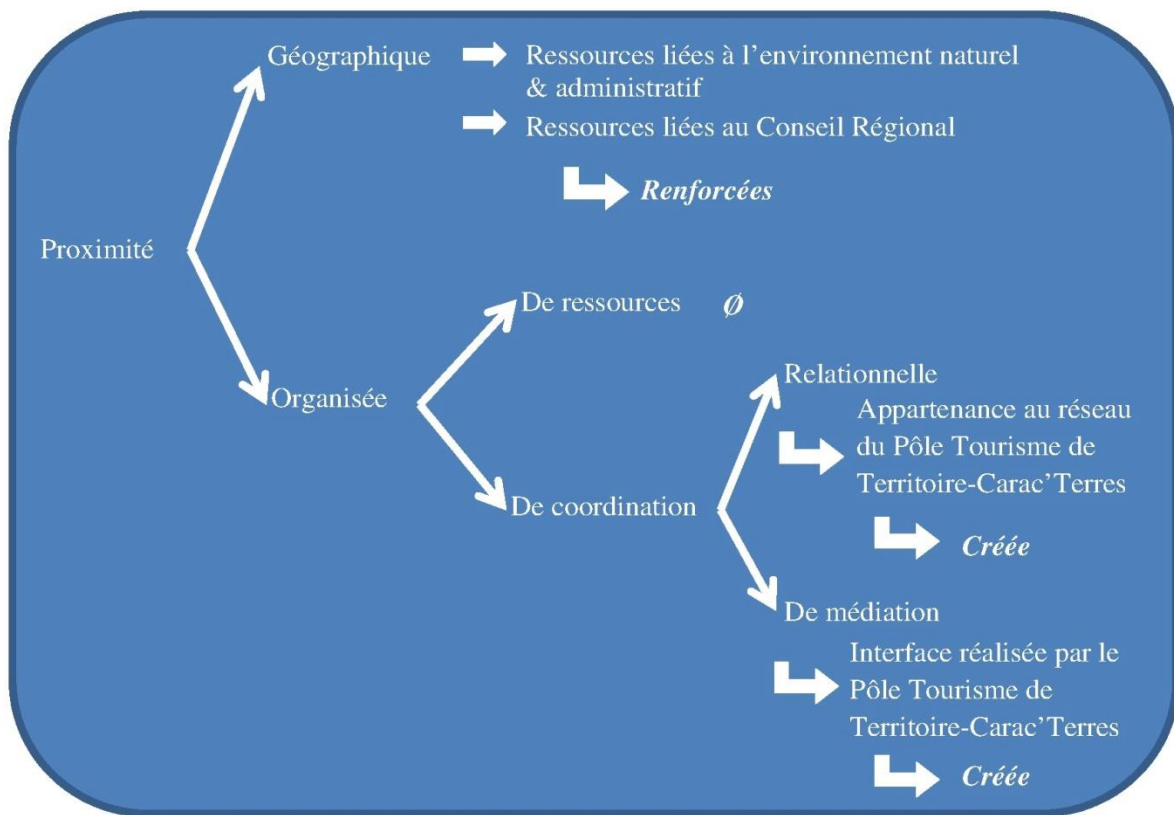 Géographique
Ressources liées à l'environnement naturel
& administratif
Ressources liées au Conseil Régional
Renforcées
Proximité
De ressources Ø
Organisée
Relationnelle
Appartenance au réseau
du Pôle Tourisme de
Territoire-Carac'Terres
De coordination
Créée
De médiation
Interface réalisée par le
Pôle Tourisme de
Territoire-Carac'Terres
Créée